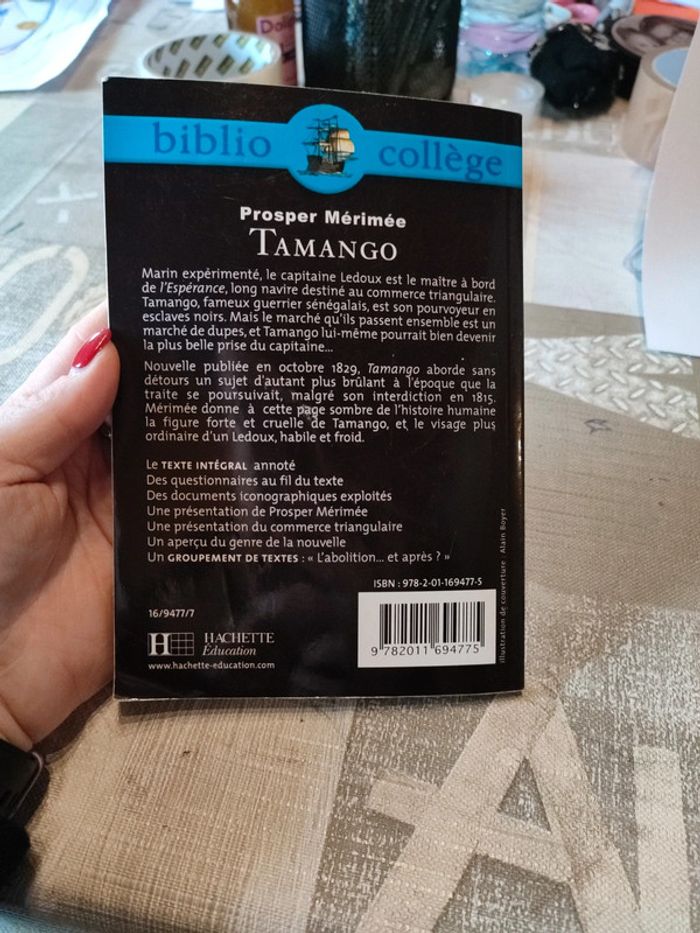 biblio collège
Prosper Mérimée
TAMANGO
Marin expérimenté, le capitaine Ledoux est le maître à bord
de l'Espérance, long navire destiné au commerce triangulaire.
Tamango, fameux guerrier sénégalais, est son pourvoyeur en
esclaves noirs. Mais le marché qu'ils passent ensemble est un
marché de dupes, et Tamango lui-même pourrait bien devenir
la plus belle prise du capitaine...
Nouvelle publiée en octobre 1829, Tamango aborde sans
détours un sujet d'autant plus brûlant à l'époque que la
traite se poursuivait, malgré son interdiction en 1815.
Mérimée donne à cette page sombre de l'histoire humaine
la figure forte et cruelle de Tamango, et le visage plus
ordinaire d'un Ledoux, habile et froid.
Le TEXTE INTÉGRAL annoté
Des questionnaires au fil du texte
Des documents iconographiques exploités
Une présentation de Prosper Mérimée
Une présentation du commerce triangulaire
Un aperçu du genre de la nouvelle
Un GROUPEMENT DE TEXTES : « L'abolition... et après ? »
ISBN : 978-2-01-169477-5
16/9477/7
H HACHETTE
Éducation
www.hachette-education.com
9 782011 694775
Illustration de couverture : Alain Boyer